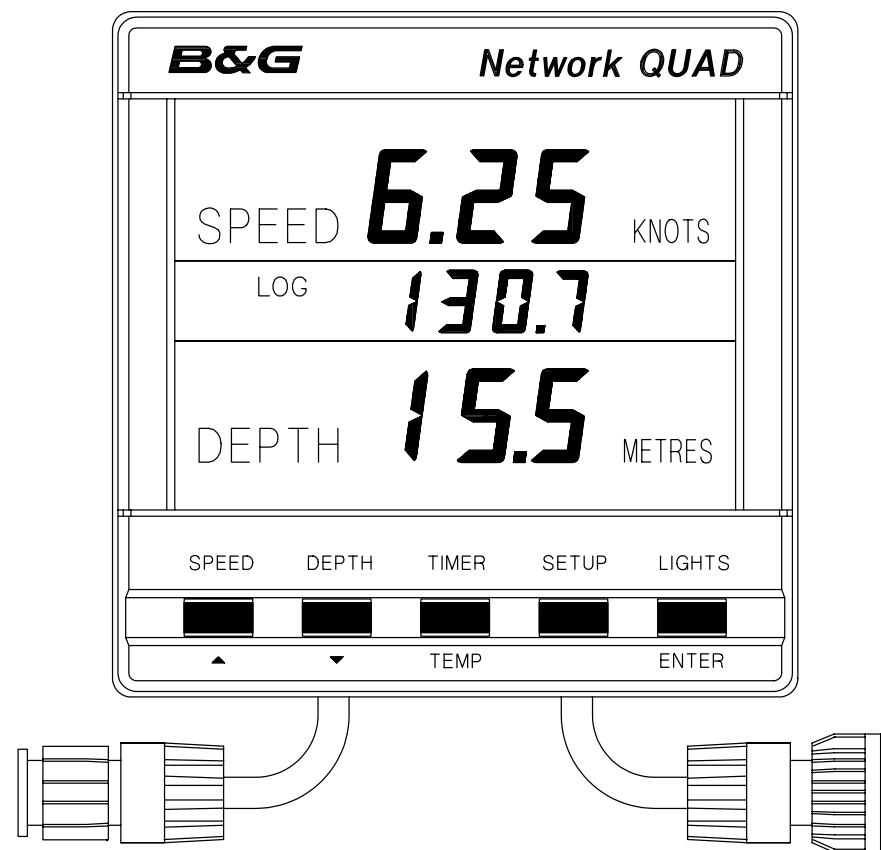 B&G Network QUAD
SPEED 6.25 KNOTS
LOG 130.7
DEPTH 15.5 METRES
SPEED DEPTH TIMER SETUP LIGHTS
TEMP ENTER